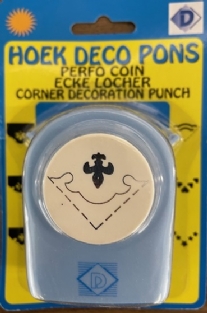 D
HOEK DECO PONS
PERFO COIN
ECKE LOCHER
CORNER DECORATION PUNCH
D